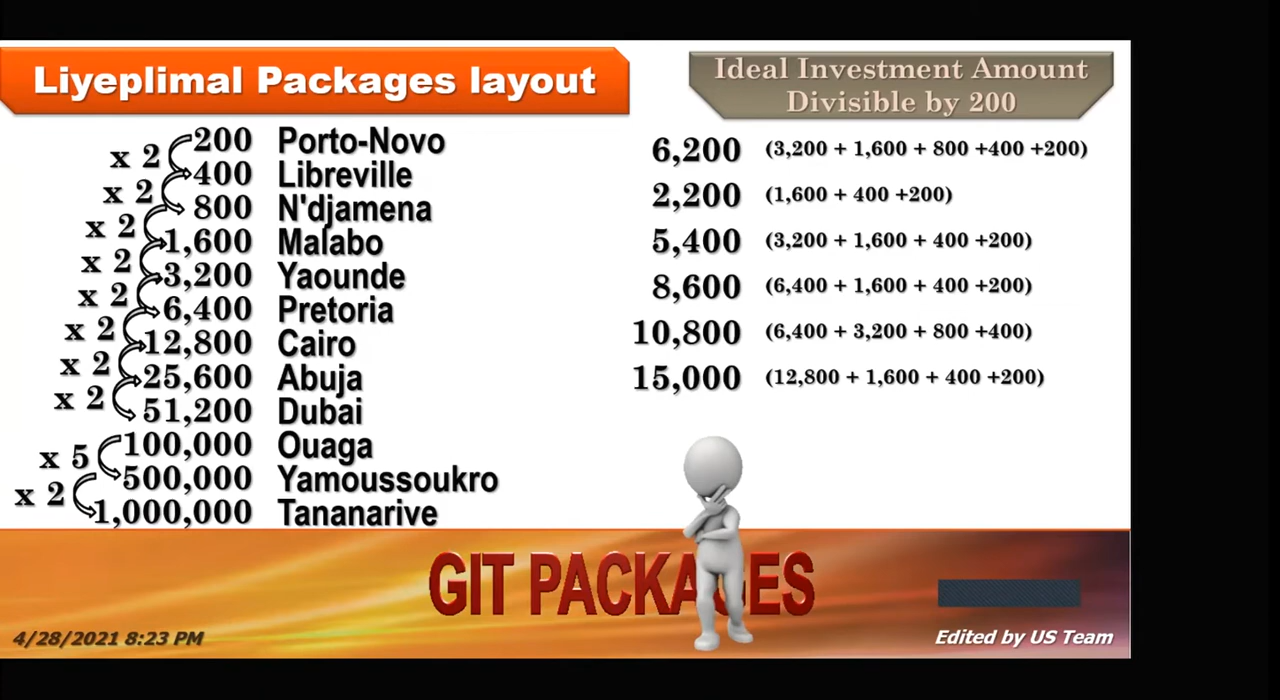 Liyeplimal Packages layout
Ideal Investment Amount
Divisible by 200
200 Porto-Novo
x 2
400 Libreville
x 2
800 N'djamena
x 2
1,600 Malabo
x 2
3,200 Yaounde
x 2
6,400 Pretoria
x 2
12,800 Cairo
x 2
25,600 Abuja
x 2
51,200 Dubai
100,000 Ouaga
x 5
500,000 Yamoussoukro
x 2
1,000,000 Tananarive
6,200 (3,200 + 1,600 + 800 +400 +200)
2,200 (1,600 + 400 +200)
5,400 (3,200 + 1,600 + 400 +200)
8,600 (6,400 + 1,600 + 400 +200)
10,800 (6,400 + 3,200 + 800 +400)
15,000 (12,800 + 1,600 + 400 +200)
GIT PACKAGES
4/28/2021 8:23 PM
Edited by US Team